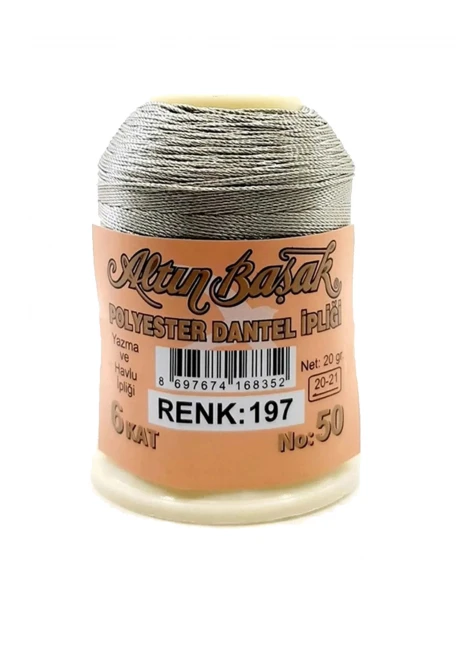 Altın Başak
POLYESTER DANTEL İPLİĞİ
Yazma
ve
Havlu
İpliği
8 697674 168352
Net: 20 gr.
20-21
RENK:197
6 KAT
No:50